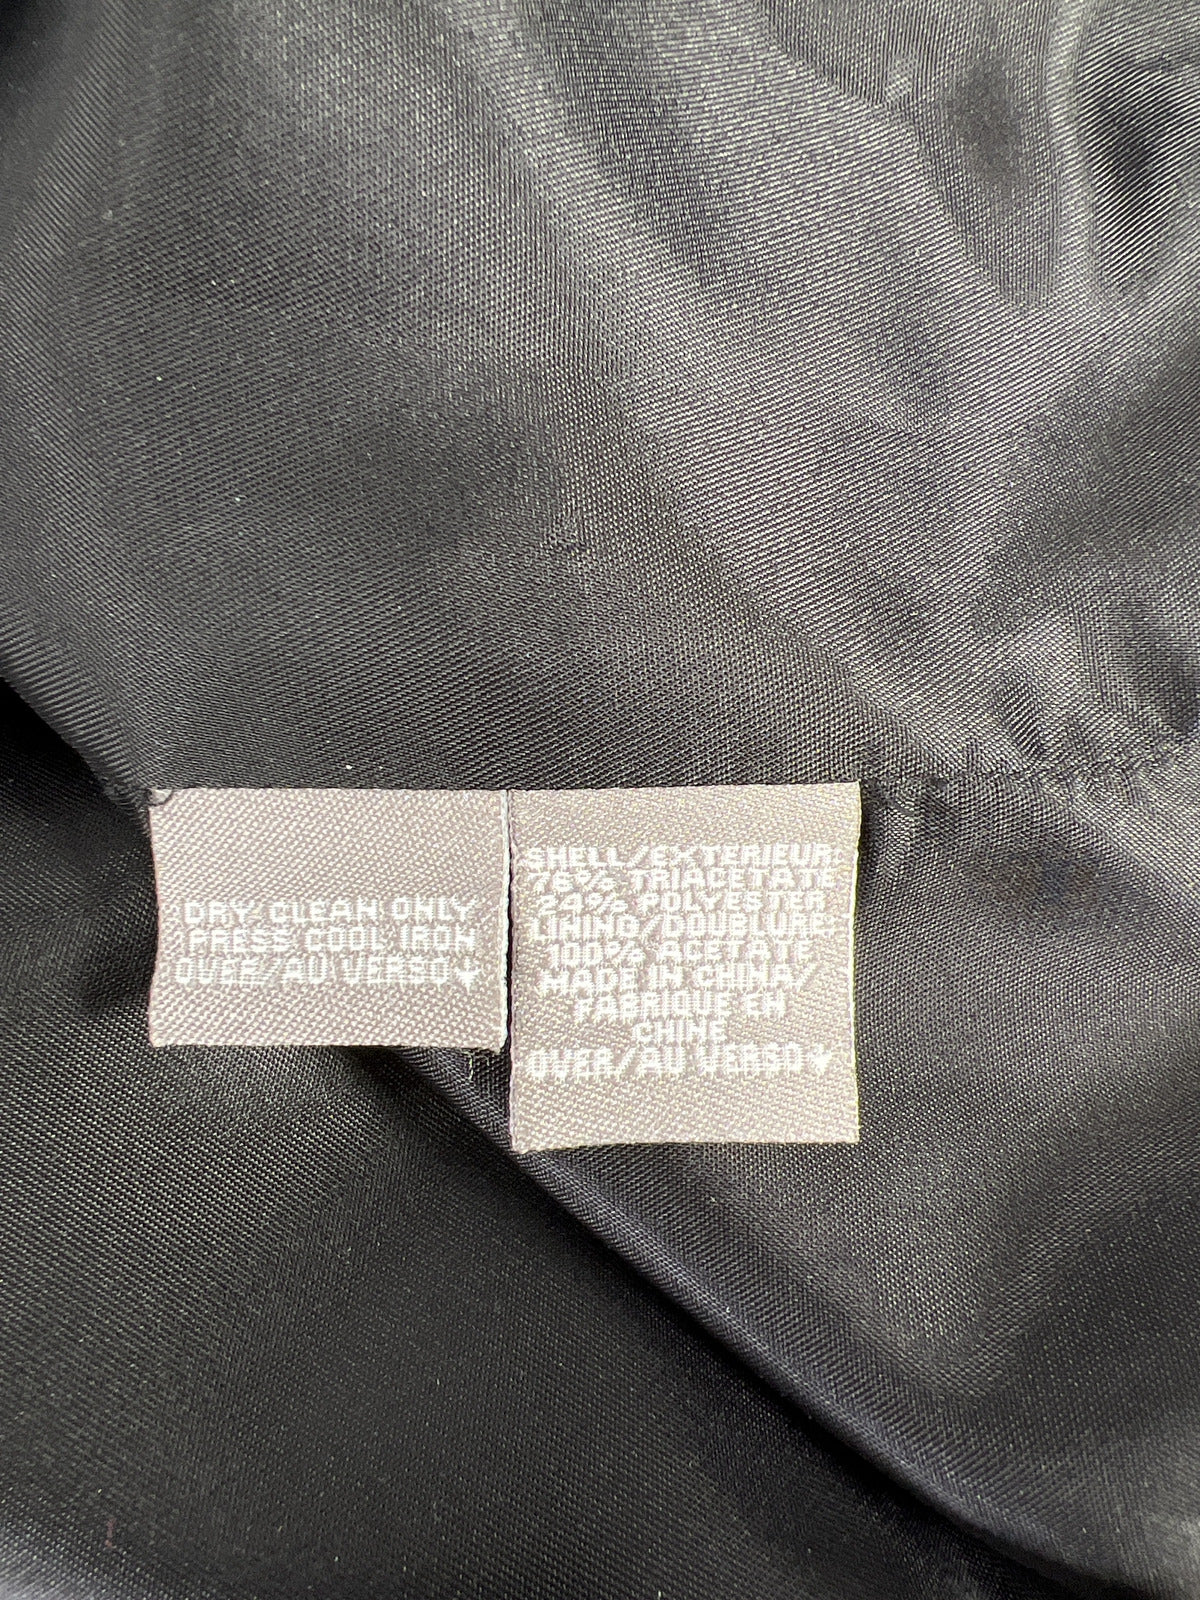 DRY CLEAN ONLY
PRESS COOL IRON
OVER/AU VERSO
SHELL/EXTERIEUR:
76% TRIACETATE
24% POLYESTER
LINING/DOUBLURE
100% ACETATE
MADE IN CHINA/
FABRIQUE EN
CHINE
OVER/AU VERSO